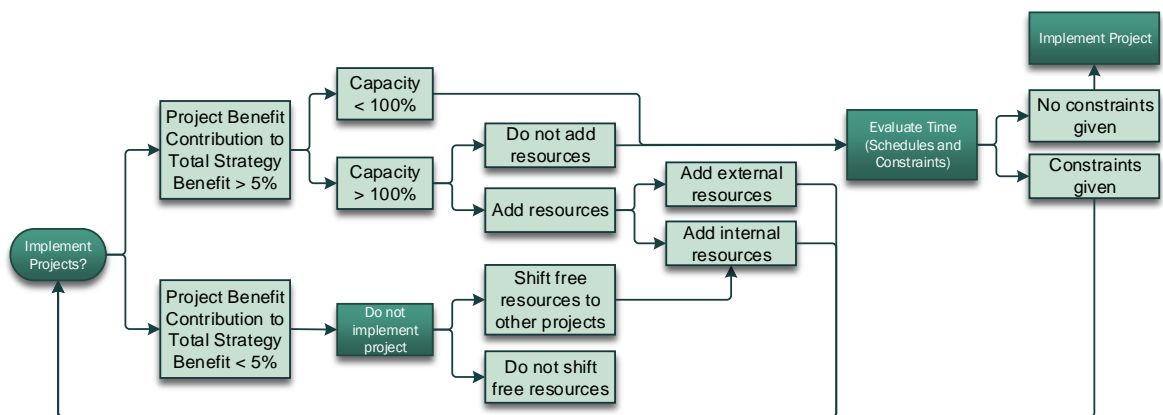 Implement Project
Capacity
< 100%
No constraints
given
Project Benefit
Contribution to
Total Strategy
Benefit > 5%
Do not add
resources
Evaluate Time
(Schedules and
Constraints)
Capacity
> 100%
Add external
resources
Constraints
given
Add resources
Add internal
resources
Implement
Projects?
Shift free
resources to
other projects
Project Benefit
Contribution to
Total Strategy
Benefit < 5%
Do not
implement
project
Do not shift
free resources